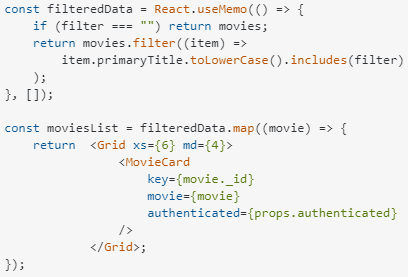 const filteredData = React.useMemo(() => {
    if (filter === "") return movies;
    return movies.filter((item) =>
        item.primaryTitle.toLowerCase().includes(filter)
    );
}, []);

const moviesList = filteredData.map((movie) => {
    return  <Grid xs={6} md={4}>
                <MovieCard
                    key={movie._id}
                    movie={movie}
                    authenticated={props.authenticated}
                />
            </Grid>;
});